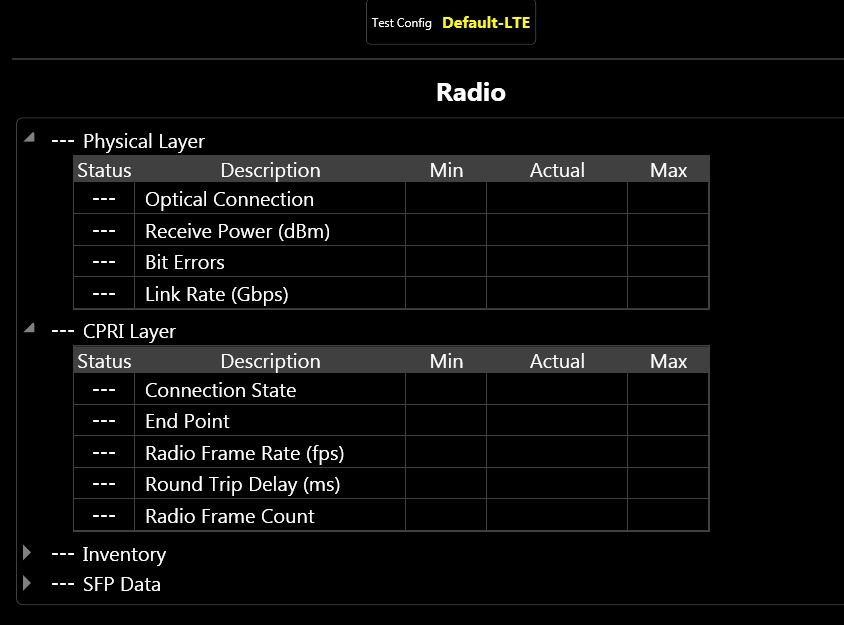 Test Config Default-LTE
Radio
--- Physical Layer
Status Description Min Actual Max
--- Optical Connection
--- Receive Power (dBm)
--- Bit Errors
--- Link Rate (Gbps)
--- CPRI Layer
Status Description Min Actual Max
--- Connection State
--- End Point
--- Radio Frame Rate (fps)
--- Round Trip Delay (ms)
--- Radio Frame Count
--- Inventory
--- SFP Data